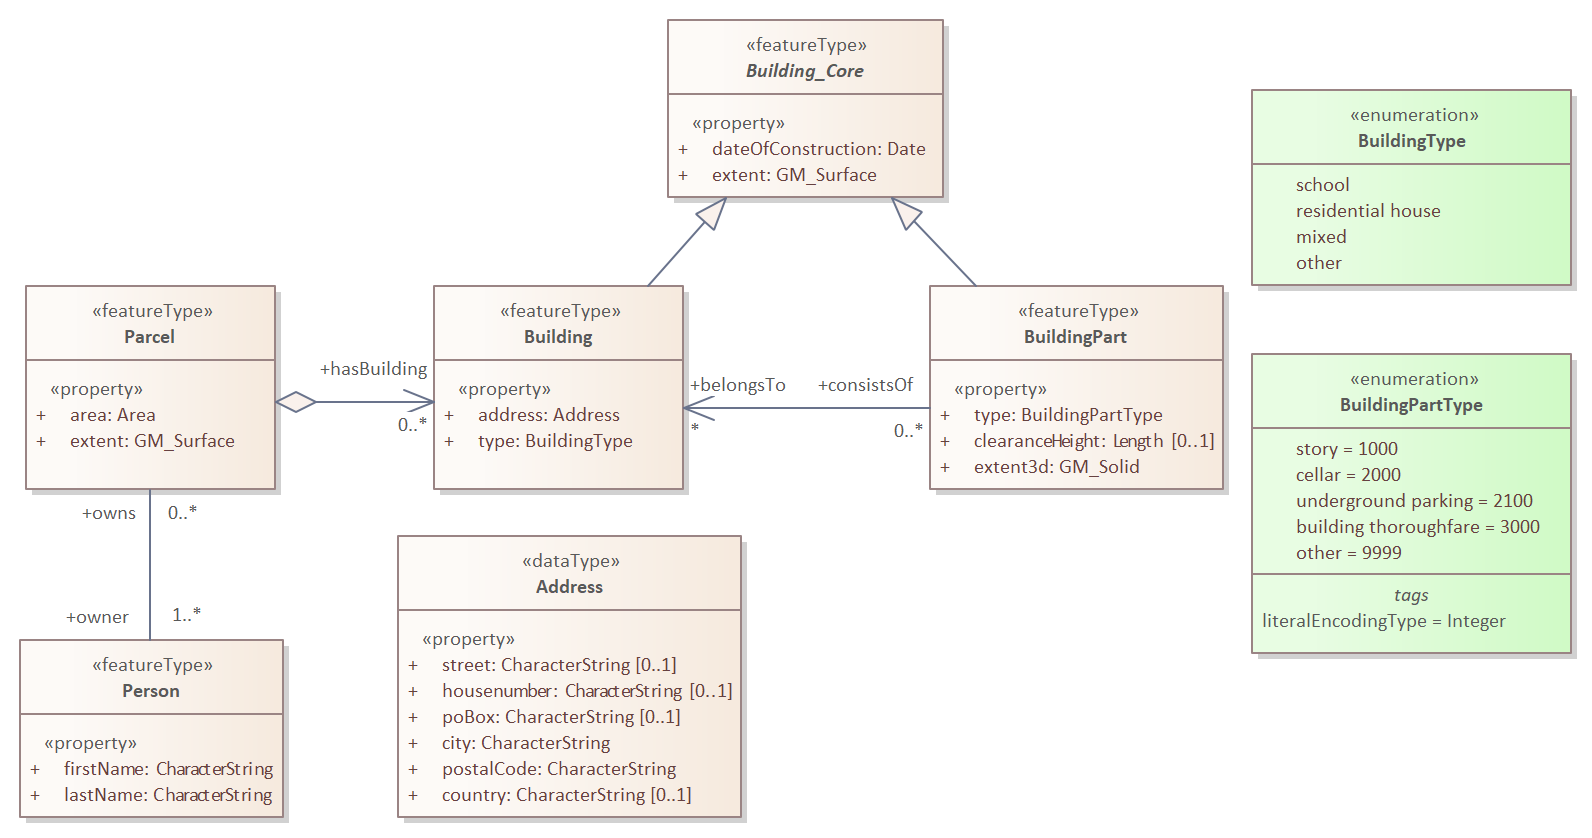 «featureType»
Building_Core
«property»
+ dateOfConstruction: Date
+ extent: GM_Surface
«enumeration»
BuildingType
school
residential house
mixed
other
«featureType»
Parcel
«property»
+ area: Area
+ extent: GM_Surface
+hasBuilding
0..*
«featureType»
Building
«property»
+ address: Address
+ type: BuildingType
+belongsTo
*
+consistsOf
0..*
«featureType»
BuildingPart
«property»
+ type: BuildingPartType
+ clearanceHeight: Length [0..1]
+ extent3d: GM_Solid
«enumeration»
BuildingPartType
story = 1000
cellar = 2000
underground parking = 2100
building thoroughfare = 3000
other = 9999
tags
literalEncodingType = Integer
+owns
0..*
+owner
1..*
«featureType»
Person
«property»
+ firstName: CharacterString
+ lastName: CharacterString
«dataType»
Address
«property»
+ street: CharacterString [0..1]
+ housenumber: CharacterString [0..1]
+ poBox: CharacterString [0..1]
+ city: CharacterString
+ postalCode: CharacterString
+ country: CharacterString [0..1]